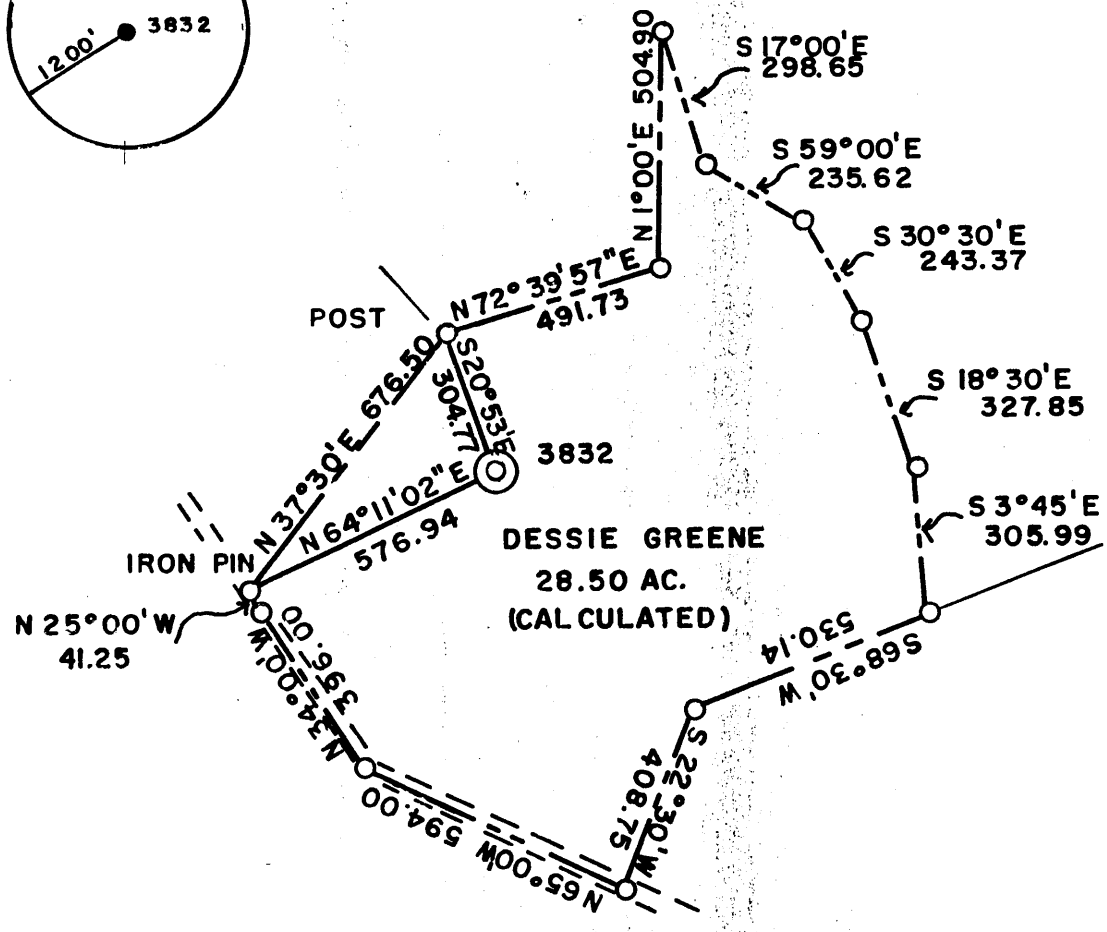 3832
1200'
N 1°00'E 504.90
S 17°00'E
298.65
S 59°00'E
235.62
S 30°30'E
243.37
S 18°30'E
327.85
S 3°45'E
305.99
N 72°39'57"E
491.73
POST
S 20°53'E
304.77
3832
N 37°30'E 676.50
N 64°11'02"E
576.94
DESSIE GREENE
28.50 AC.
(CALCULATED)
IRON PIN
N 25°00'W
41.25
N 34°00'W
396.00
594.00
N 65°00'W
S 22°30'W
408.75
530.14
S 68°30'W